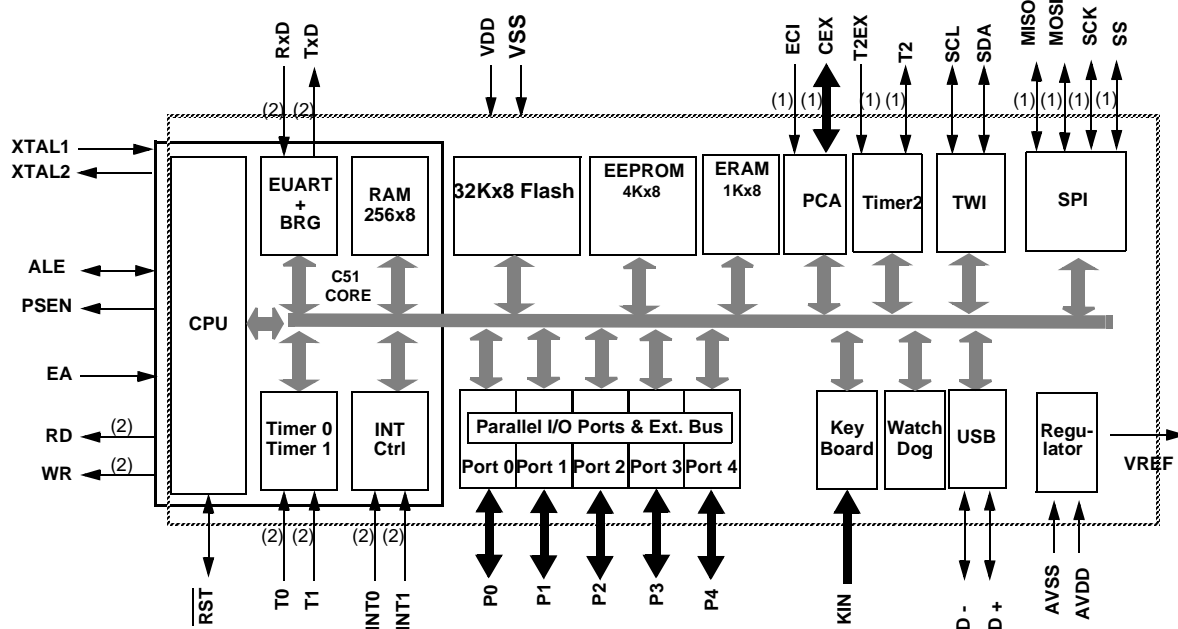 RxD
TxD
VDD
VSS
ECI
CEX
T2EX
T2
SCL
SDA
MISO
MOSI
SCK
SS
(2) (2)
(1) (1) (1) (1)
(1) (1) (1) (1)
XTAL1
XTAL2
ALE
PSEN
EA
RD (2)
WR (2)
CPU
EUART
+
BRG
RAM
256x8
C51
CORE
32Kx8 Flash
EEPROM
4Kx8
ERAM
1Kx8
PCA
Timer2
TWI
SPI
Timer 0
Timer 1
INT
Ctrl
Parallel I/O Ports & Ext. Bus
Port 0 Port 1 Port 2 Port 3 Port 4
Key
Board
Watch
Dog
USB
Regu-
lator
VREF
(2) (2) (2) (2)
RST
T0
T1
INT0
INT1
P0
P1
P2
P3
P4
KIN
D -
D +
AVSS
AVDD